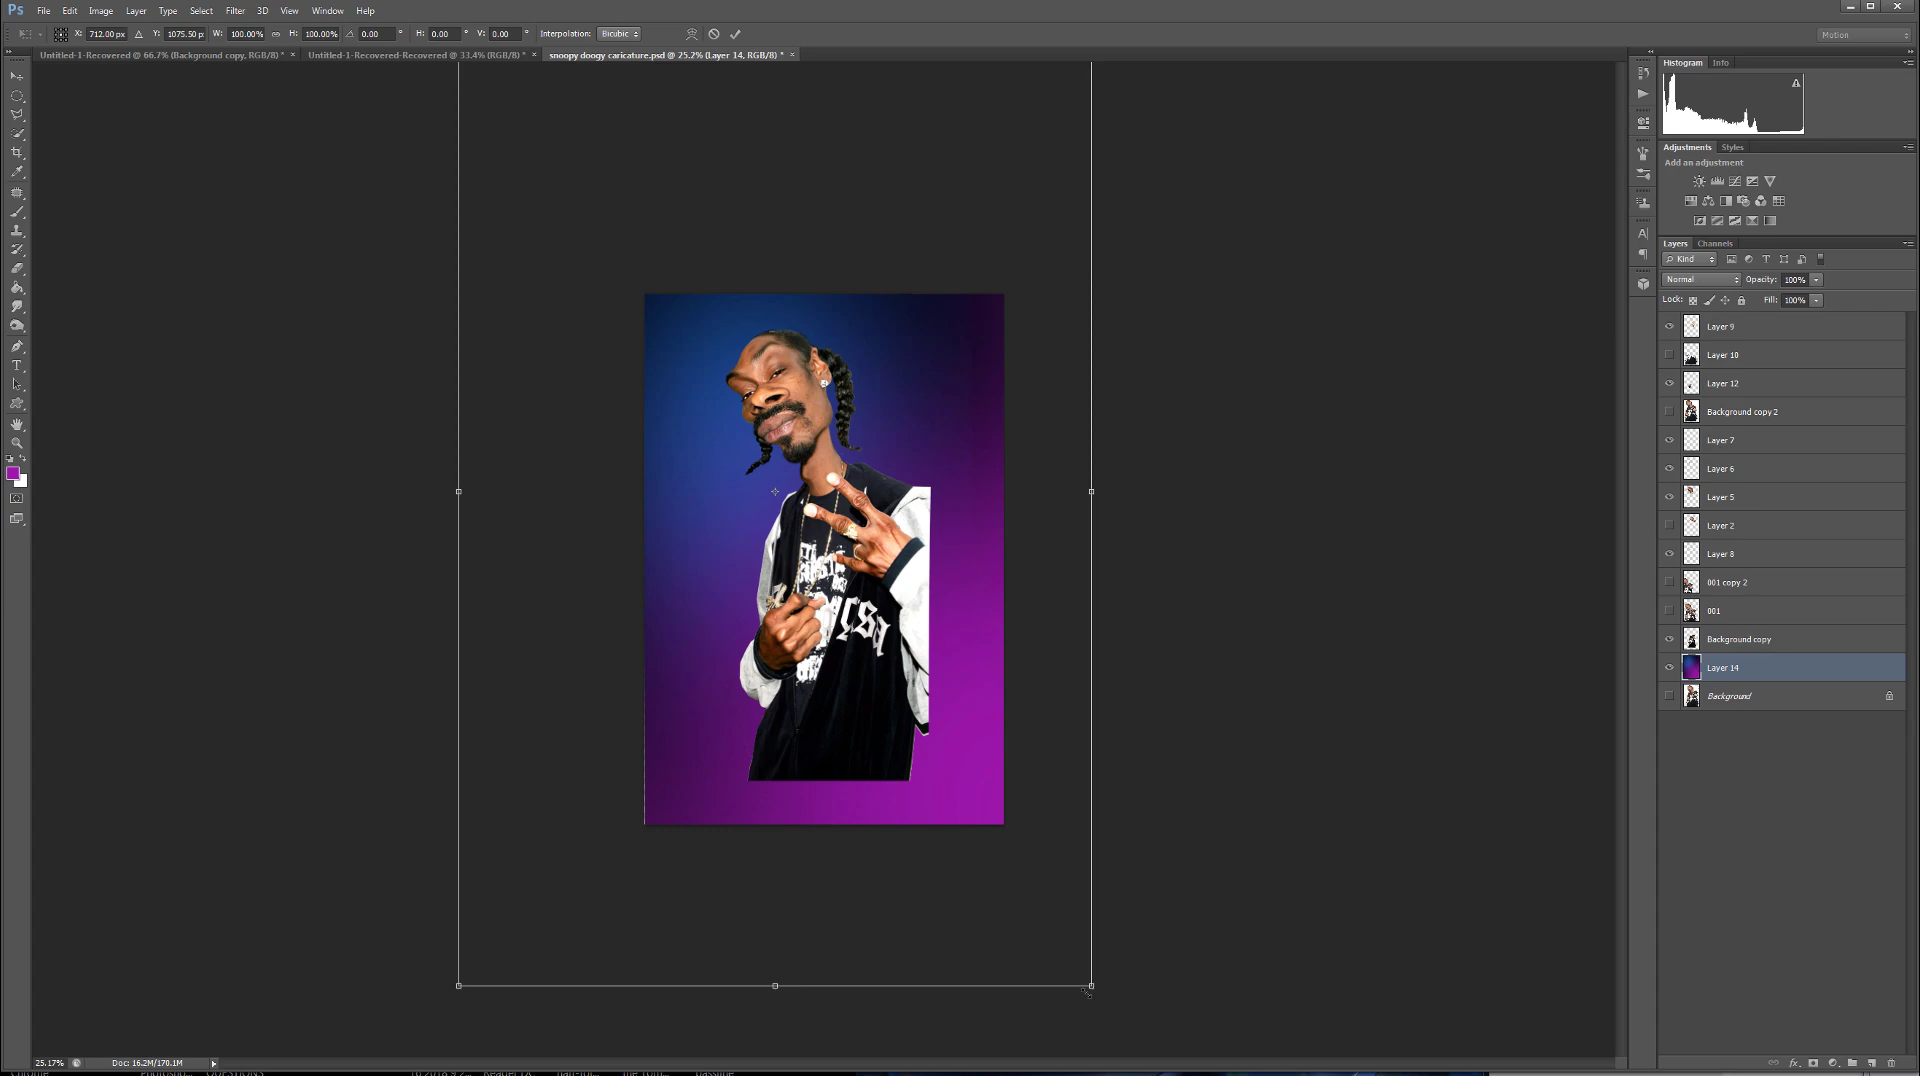 Ps File Edit Image Layer Type Select Filter 3D View Window Help
X: 712.00 px Y: 1075.50 p W: 100.00% H: 100.00% 0.00 ° H: 0.00 ° V: 0.00 ° Interpolation: Bicubic Motion
Untitled-1-Recovered @ 66.7% (Background copy, RGB/8) * × Untitled-1-Recovered-Recovered @ 33.4% (RGB/8) * × snoopy doogy caricature.psd @ 25.2% (Layer 14, RGB/8) * ×
Histogram Info
Adjustments Styles
Add an adjustment
Layers Channels
Kind
Normal Opacity: 100%
Lock: Fill: 100%
Layer 9
Layer 10
Layer 12
Background copy 2
Layer 7
Layer 6
Layer 5
Layer 2
Layer 8
001 copy 2
001
Background copy
Layer 14
Background
25.17% Doc: 16.2M/170.1M